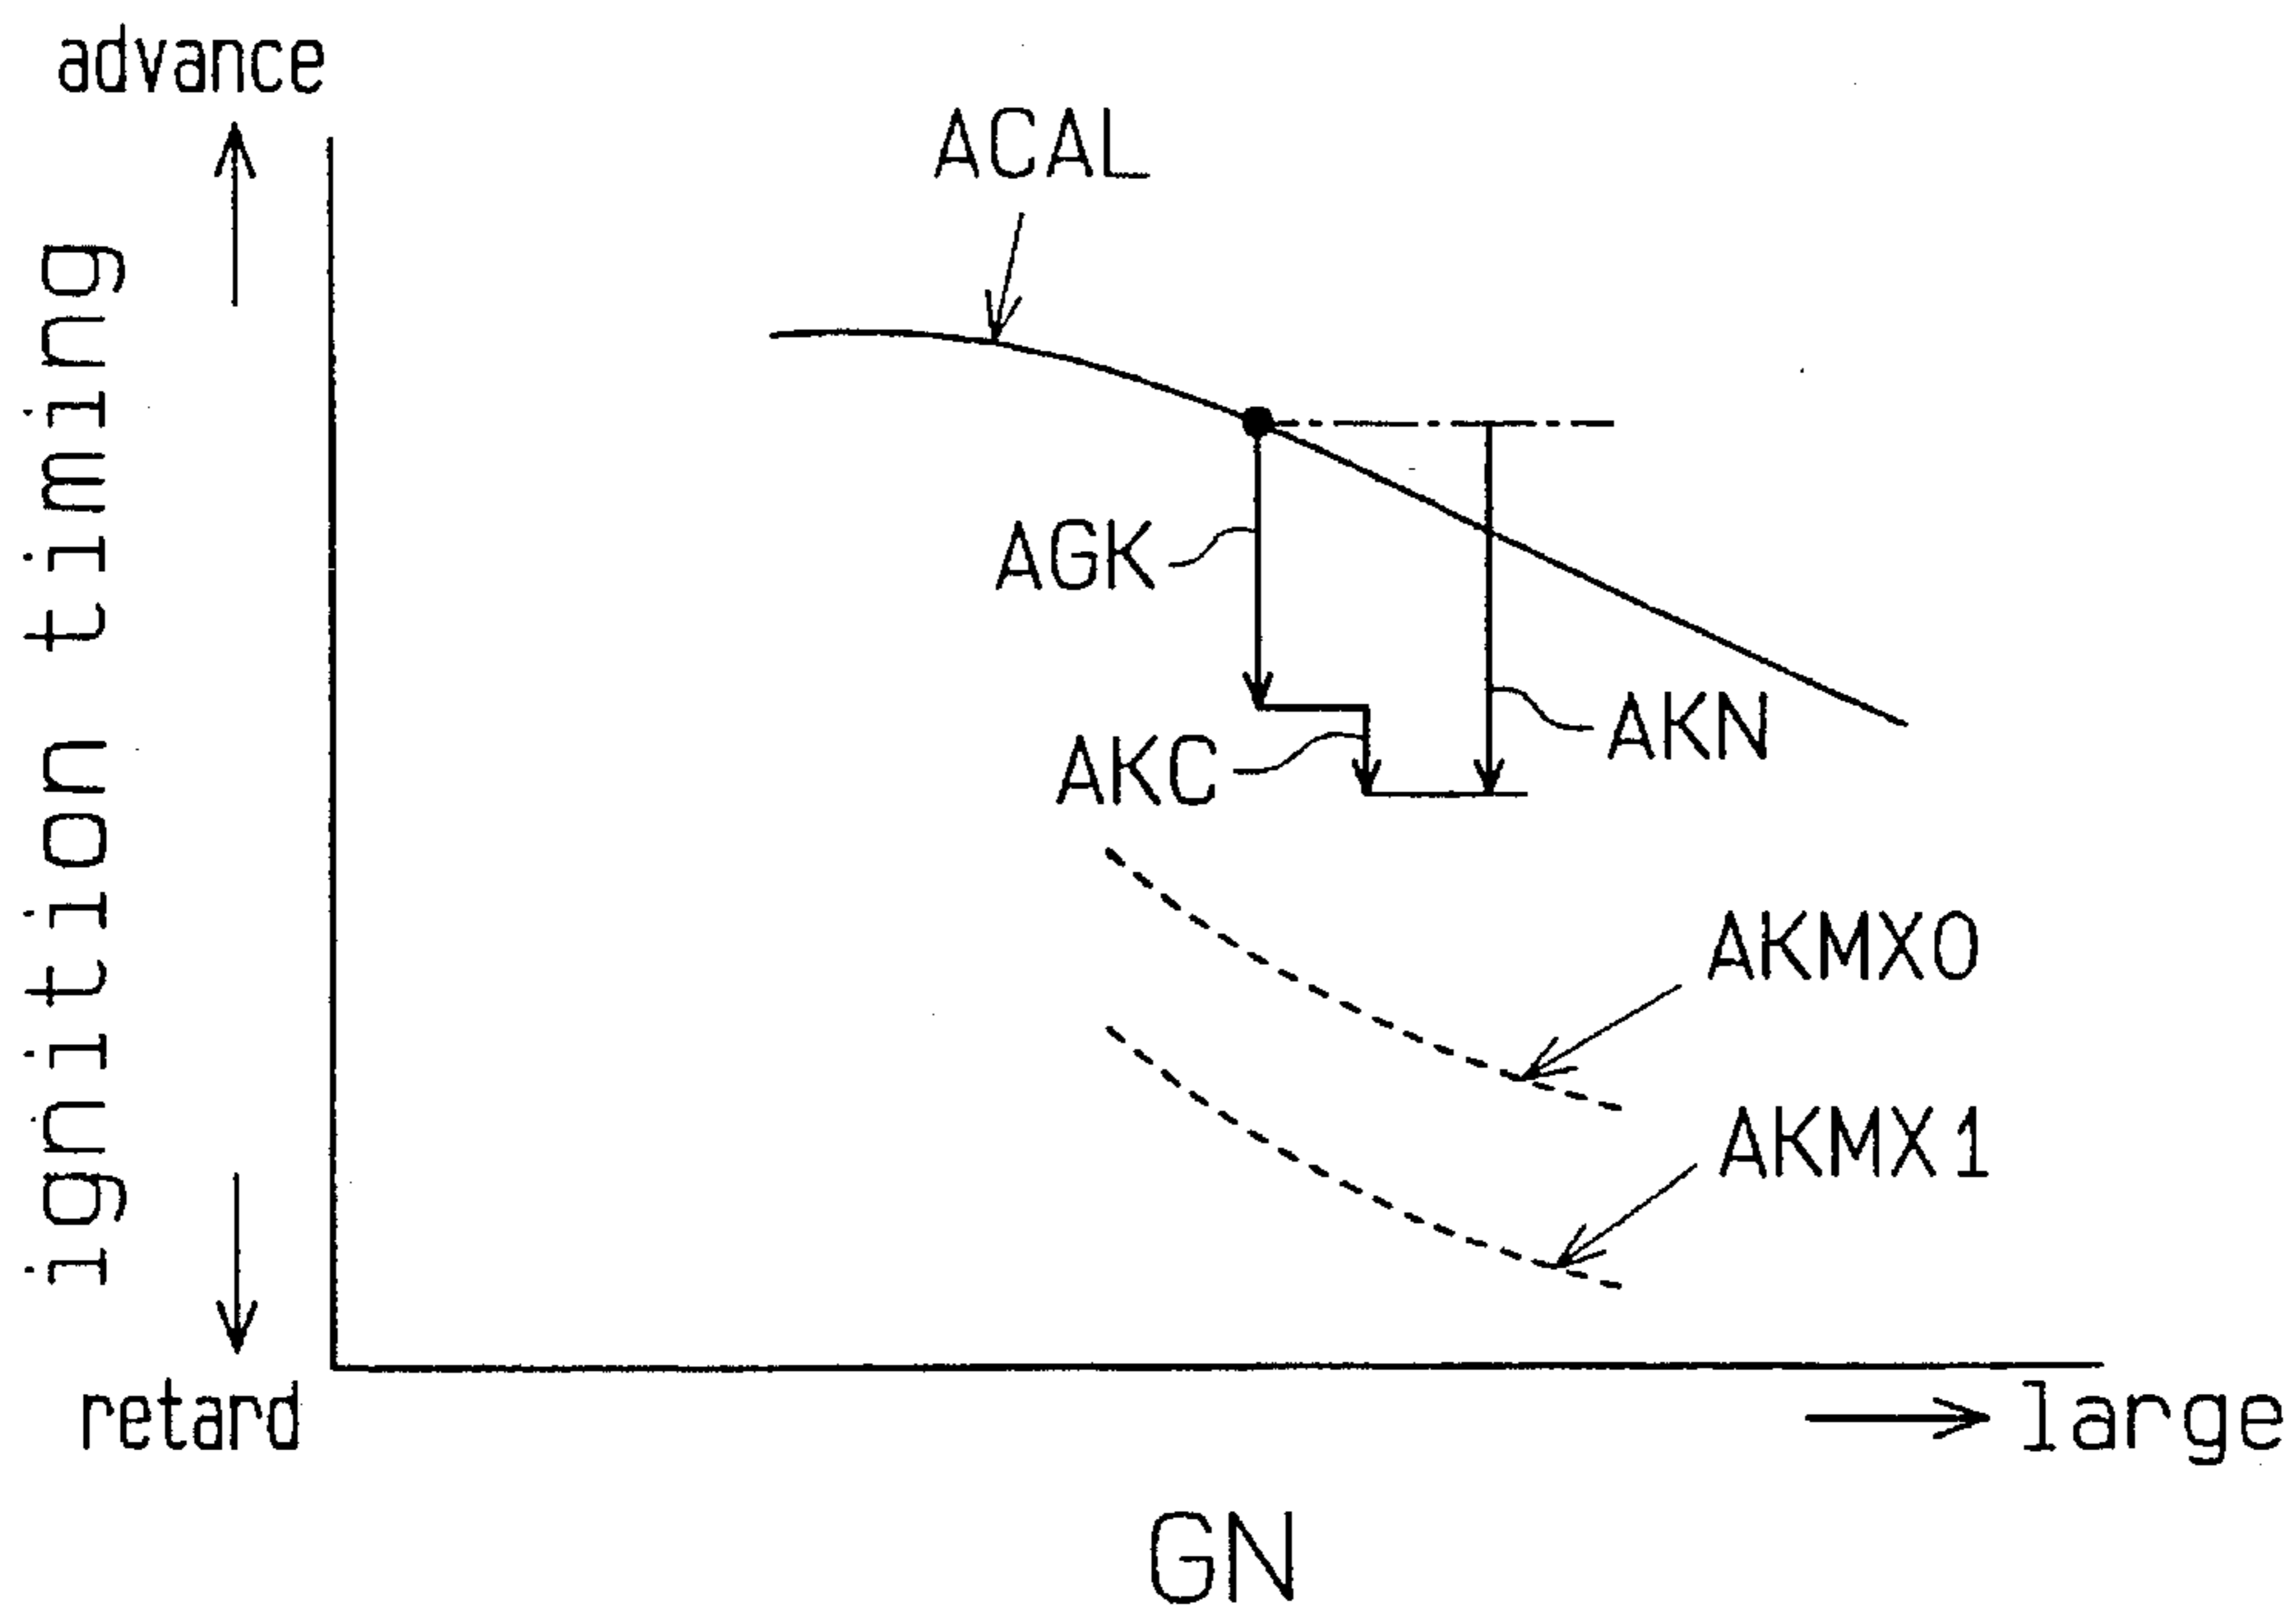 advance
ACAL
ignition timing
AGK
AKN
AKC
AKMX0
AKMX1
retard
large
GN